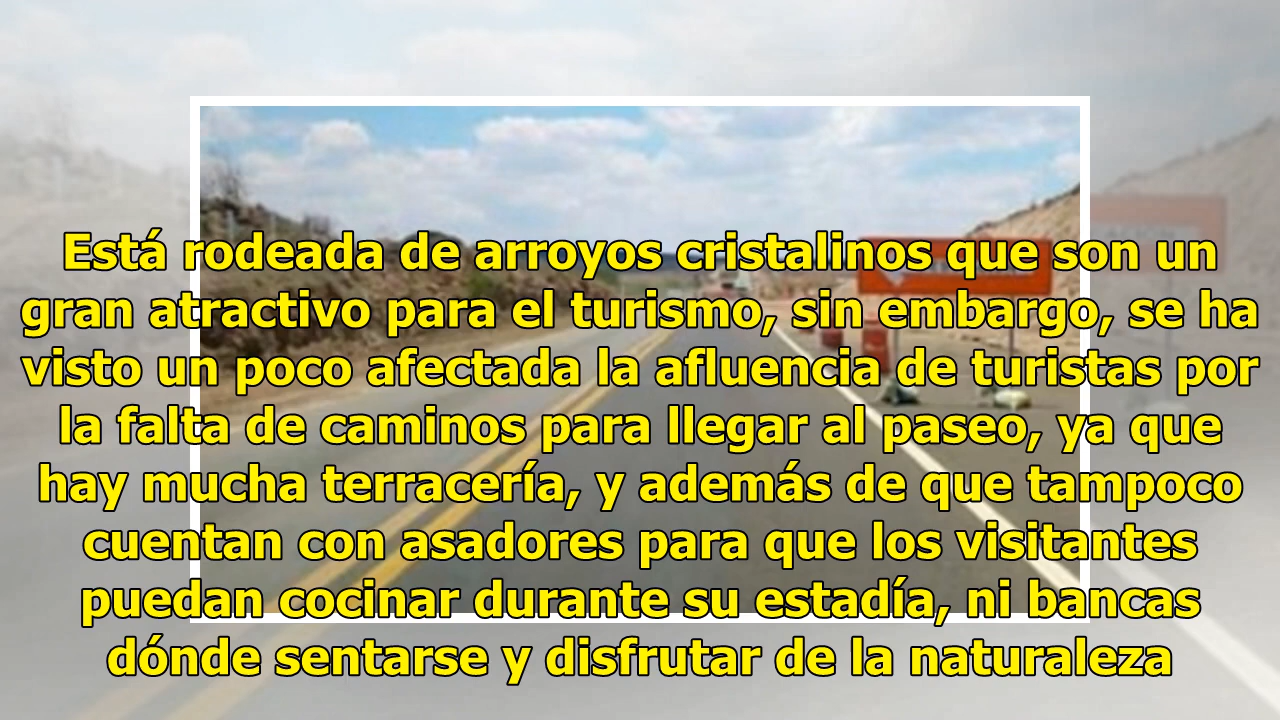 Está rodeada de arroyos cristalinos que son un
gran atractivo para el turismo, sin embargo, se ha
visto un poco afectada la afluencia de turistas por
la falta de caminos para llegar al paseo, ya que
hay mucha terracería, y además de que tampoco
cuentan con asadores para que los visitantes
puedan cocinar durante su estadía, ni bancas
dónde sentarse y disfrutar de la naturaleza